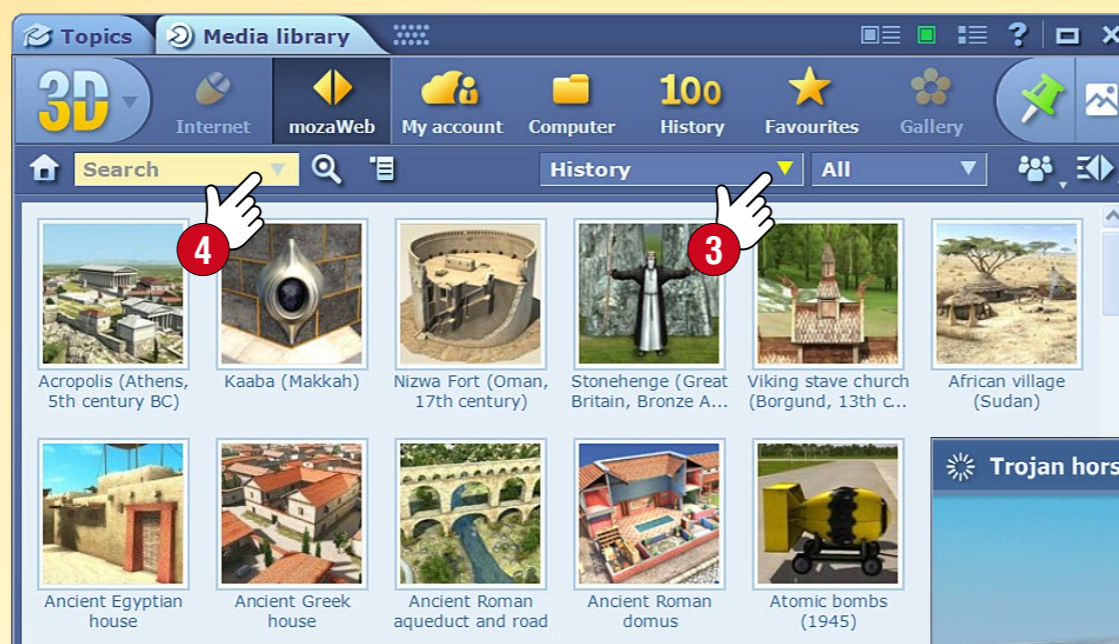 Topics
Media library
?
3D
Internet
mozaWeb
My account
Computer
100
History
Favourites
Gallery
Search
History
All
4
3
Acropolis (Athens,
5th century BC)
Kaaba (Makkah)
Nizwa Fort (Oman,
17th century)
Stonehenge (Great
Britain, Bronze A...
Viking stave church
(Borgund, 13th c...
African village
(Sudan)
Trojan hors
Ancient Egyptian
house
Ancient Greek
house
Ancient Roman
aqueduct and road
Ancient Roman
domus
Atomic bombs
(1945)